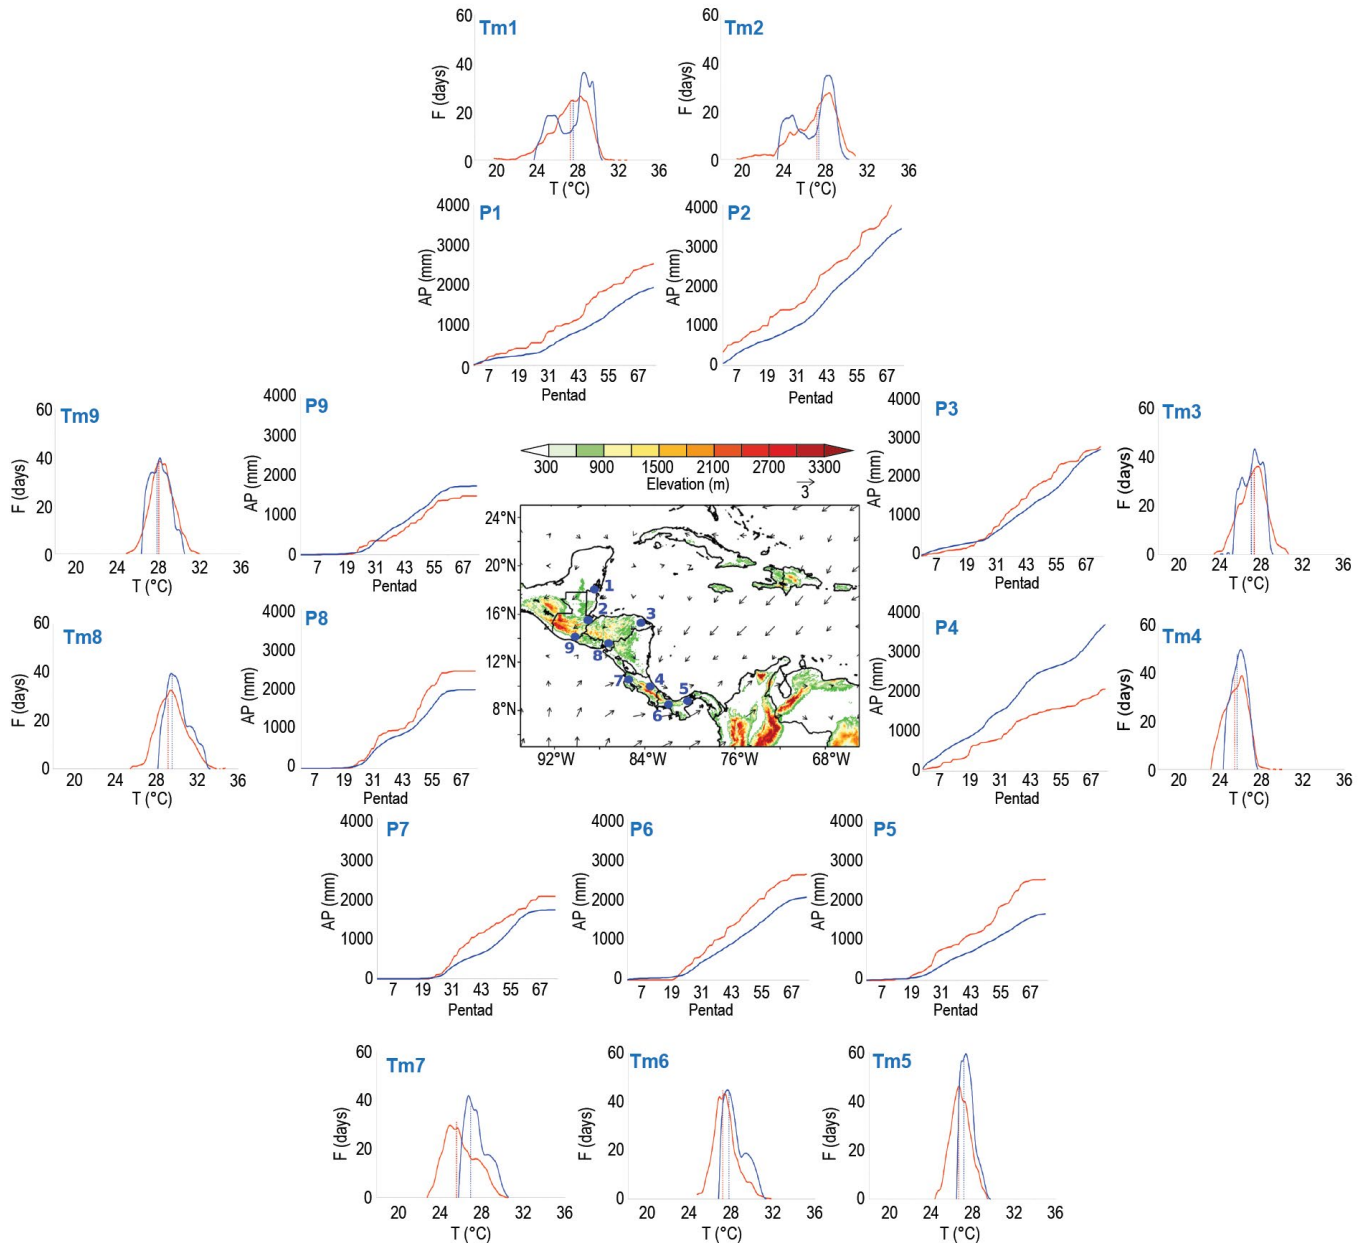 Tm1
60
40
20
0
F (days)
20 24 28 32 36
T (°C)
Tm2
60
40
20
0
F (days)
20 24 28 32 36
T (°C)
P1
4000
3000
2000
1000
0
AP (mm)
7 19 31 43 55 67
Pentad
P2
4000
3000
2000
1000
0
AP (mm)
7 19 31 43 55 67
Pentad
Tm9
60
40
20
0
F (days)
20 24 28 32 36
T (°C)
P9
4000
3000
2000
1000
0
AP (mm)
7 19 31 43 55 67
Pentad
300 900 1500 2100 2700 3300
Elevation (m)
3
24°N
20°N
16°N
12°N
8°N
92°W 84°W 76°W 68°W
1
2
3
4
5
6
7
8
9
P3
4000
3000
2000
1000
0
AP (mm)
7 19 31 43 55 67
Pentad
Tm3
60
40
20
0
F (days)
20 24 28 32 36
T (°C)
Tm8
60
40
20
0
F (days)
20 24 28 32 36
T (°C)
P8
4000
3000
2000
1000
0
AP (mm)
7 19 31 43 55 67
Pentad
P4
4000
3000
2000
1000
0
AP (mm)
7 19 31 43 55 67
Pentad
Tm4
60
40
20
0
F (days)
20 24 28 32 36
T (°C)
P7
4000
3000
2000
1000
0
AP (mm)
7 19 31 43 55 67
Pentad
P6
4000
3000
2000
1000
0
AP (mm)
7 19 31 43 55 67
Pentad
P5
4000
3000
2000
1000
0
AP (mm)
7 19 31 43 55 67
Pentad
Tm7
60
40
20
0
F (days)
20 24 28 32 36
T (°C)
Tm6
60
40
20
0
F (days)
20 24 28 32 36
T (°C)
Tm5
60
40
20
0
F (days)
20 24 28 32 36
T (°C)